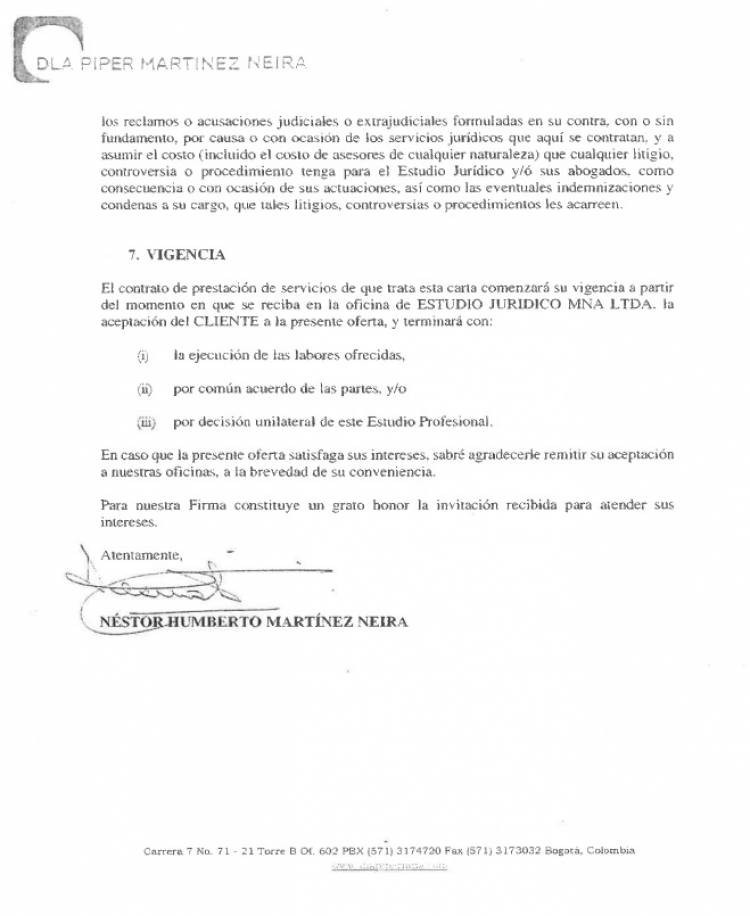 DLA PIPER MARTINEZ NEIRA
los reclamos o acusaciones judiciales o extrajudiciales formuladas en su contra, con o sin
fundamento, por causa o con ocasión de los servicios jurídicos que aquí se contratan, y a
asumir el costo (incluido el costo de asesores de cualquier naturaleza) que cualquier litigio,
controversia o procedimiento tenga para el Estudio Jurídico y/ó sus abogados, como
consecuencia o con ocasión de sus actuaciones, así como las eventuales indemnizaciones y
condenas a su cargo, que tales litigios, controversias o procedimientos les acarreen.
7. VIGENCIA
El contrato de prestación de servicios de que trata esta carta comenzará su vigencia a partir
del momento en que se reciba en la oficina de ESTUDIO JURIDICO MNA LTDA. la
aceptación del CLIENTE a la presente oferta, y terminará con:
(i) la ejecución de las labores ofrecidas,
(ii) por común acuerdo de las partes, y/o
(iii) por decisión unilateral de este Estudio Profesional.
En caso que la presente oferta satisfaga sus intereses, sabré agradecerle remitir su aceptación
a nuestras oficinas, a la brevedad de su conveniencia.
Para nuestra Firma constituye un grato honor la invitación recibida para atender sus
intereses.
Atentamente,
NÉSTOR HUMBERTO MARTÍNEZ NEIRA
Carrera 7 No. 71 - 21 Torre B Of. 602 PBX (571) 3174720 Fax (571) 3173032 Bogotá, Colombia